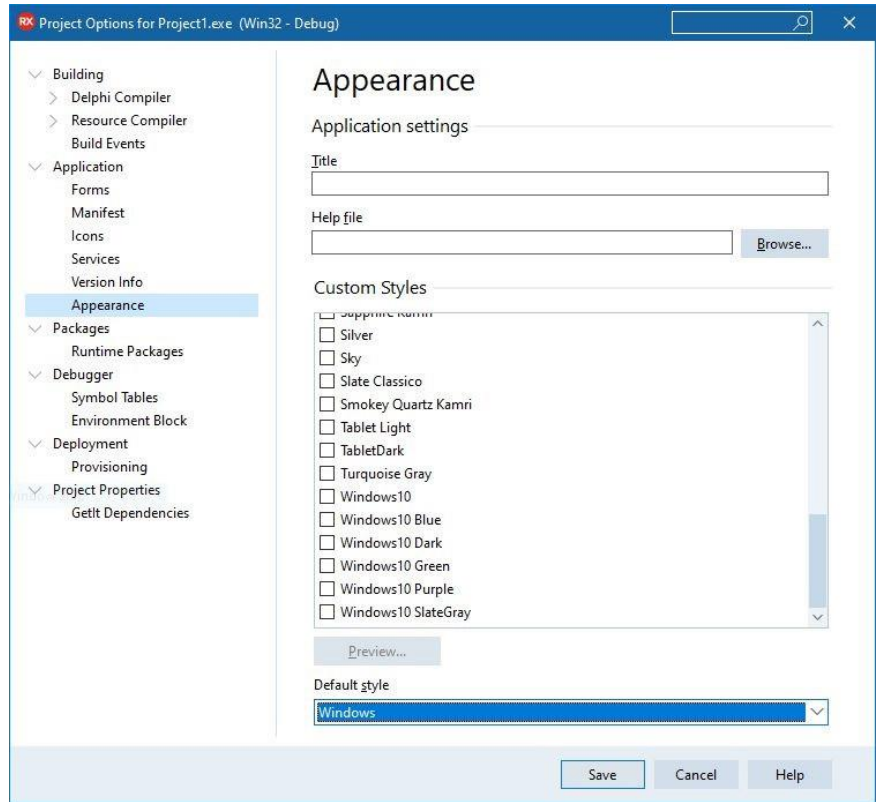 RX Project Options for Project1.exe (Win32 - Debug)
Building
Delphi Compiler
Resource Compiler
Build Events
Application
Forms
Manifest
Icons
Services
Version Info
Appearance
Packages
Runtime Packages
Debugger
Symbol Tables
Environment Block
Deployment
Provisioning
Project Properties
GetIt Dependencies
Appearance
Application settings
Title
Help file
Browse...
Custom Styles
Sapphire Kamri
Silver
Sky
Slate Classico
Smokey Quartz Kamri
Tablet Light
TabletDark
Turquoise Gray
Windows10
Windows10 Blue
Windows10 Dark
Windows10 Green
Windows10 Purple
Windows10 SlateGray
Preview...
Default style
Windows
Save Cancel Help